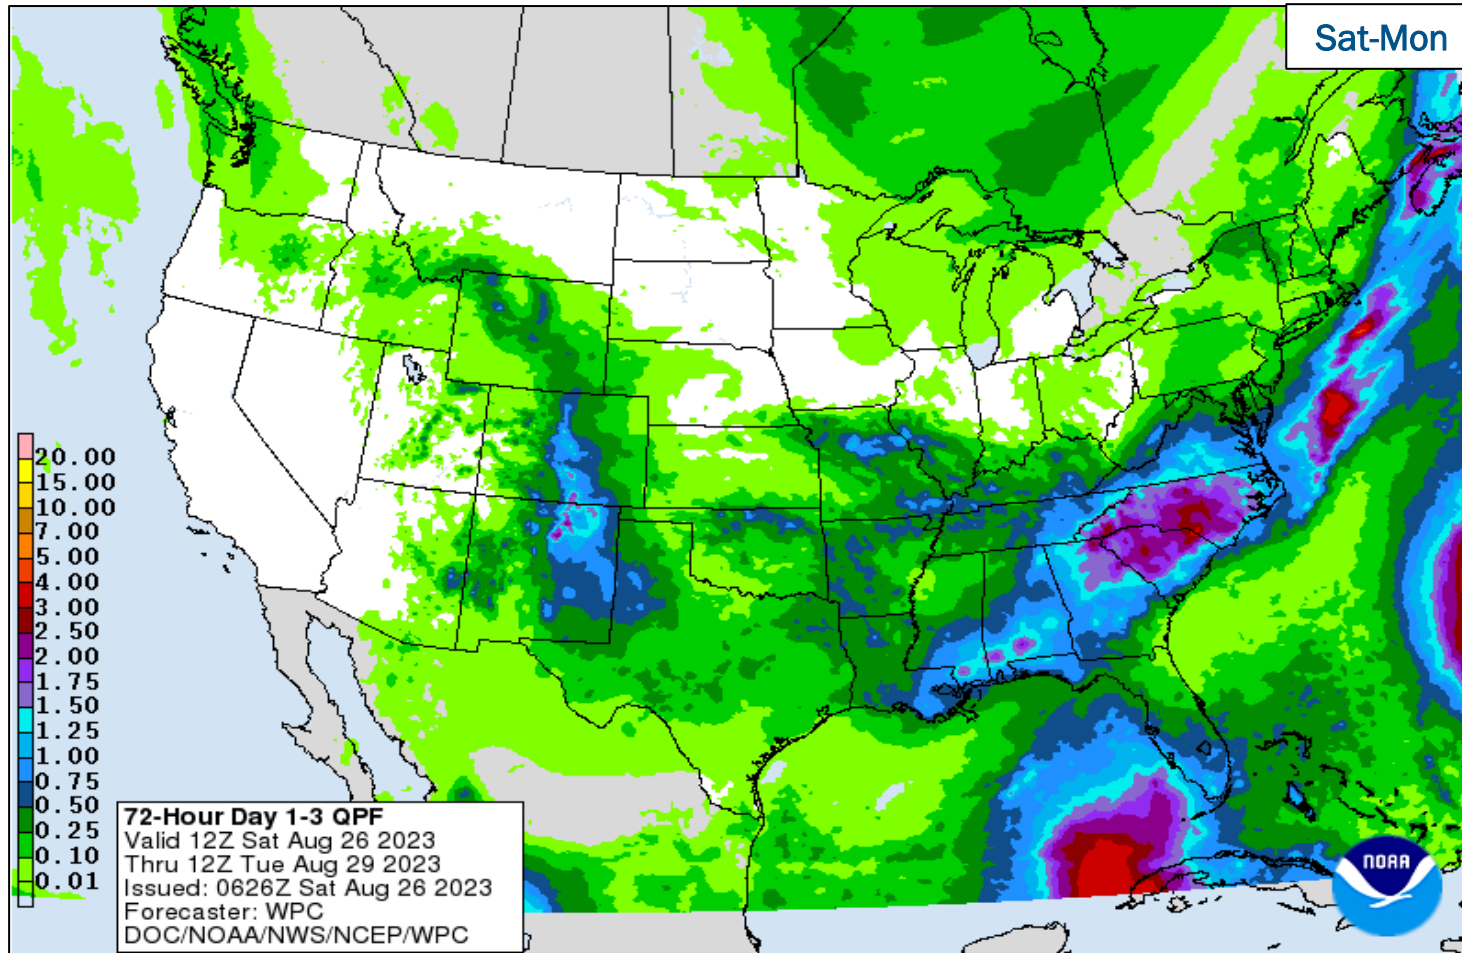 Sat-Mon
20.00
15.00
10.00
7.00
5.00
4.00
3.00
2.50
2.00
1.75
1.50
1.25
1.00
0.75
0.50
0.25
0.10
0.01
72-Hour Day 1-3 QPF
Valid 12Z Sat Aug 26 2023
Thru 12Z Tue Aug 29 2023
Issued: 0626Z Sat Aug 26 2023
Forecaster: WPC
DOC/NOAA/NWS/NCEP/WPC
NOAA